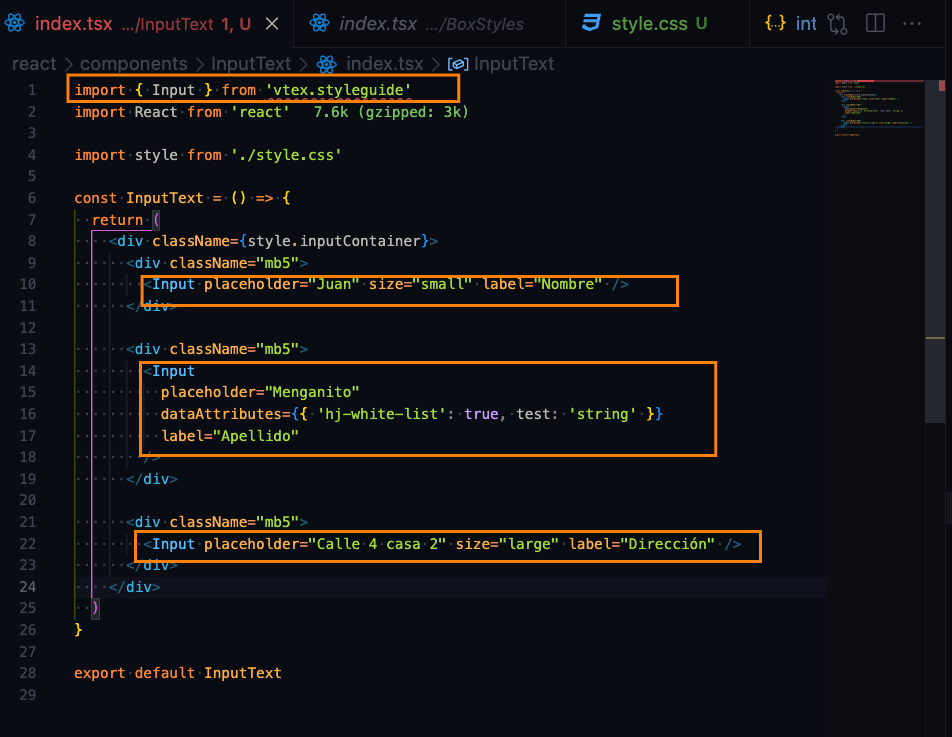 index.tsx .../InputText 1, U
index.tsx .../BoxStyles
style.css U
{..} int
react > components > InputText > index.tsx > InputText
1 import { Input } from 'vtex.styleguide'
2 import React from 'react' 7.6k (gzipped: 3k)
3
4 import style from './style.css'
5
6 const InputText = () => {
7 return (
8 <div className={style.inputContainer}>
9 <div className="mb5">
10 <Input placeholder="Juan" size="small" label="Nombre" />
11 </div>
12
13 <div className="mb5">
14 <Input
15 placeholder="Menganito"
16 dataAttributes={{ 'hj-white-list': true, test: 'string' }}
17 label="Apellido"
18 />
19 </div>
20
21 <div className="mb5">
22 <Input placeholder="Calle 4 casa 2" size="large" label="Dirección" />
23 </div>
24 </div>
25 )
26 }
27
28 export default InputText
29